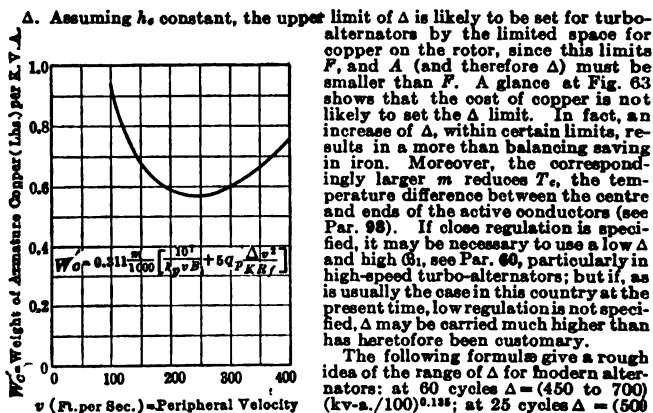 Δ. Assuming hₑ constant, the upper limit of Δ is likely to be set for turbo-
alternators by the limited space for
copper on the rotor, since this limits
F, and A (and therefore Δ) must be
smaller than F. A glance at Fig. 63
shows that the cost of copper is not
likely to set the Δ limit. In fact, an
increase of Δ, within certain limits, re-
sults in a more than balancing saving
in iron. Moreover, the correspond-
ingly larger m reduces Tₑ, the tem-
perature difference between the centre
and ends of the active conductors (see
Par. 98). If close regulation is speci-
fied, it may be necessary to use a low Δ
and high ℬ₁, see Par. 60, particularly in
high-speed turbo-alternators; but if, as
is usually the case in this country at the
present time, low regulation is not speci-
fied, Δ may be carried much higher than
has heretofore been customary.
The following formulæ give a rough
idea of the range of Δ for modern alter-
nators: at 60 cycles Δ=(450 to 700)
(kv-a./100)⁰·¹³⁵; at 25 cycles Δ=(500
Wc'=Weight of Armature Copper (Lbs.) per K.V.A.
1.0
0.8
0.6
0.4
0.2
0
0 100 200 300 400
v (Ft. per Sec.)=Peripheral Velocity